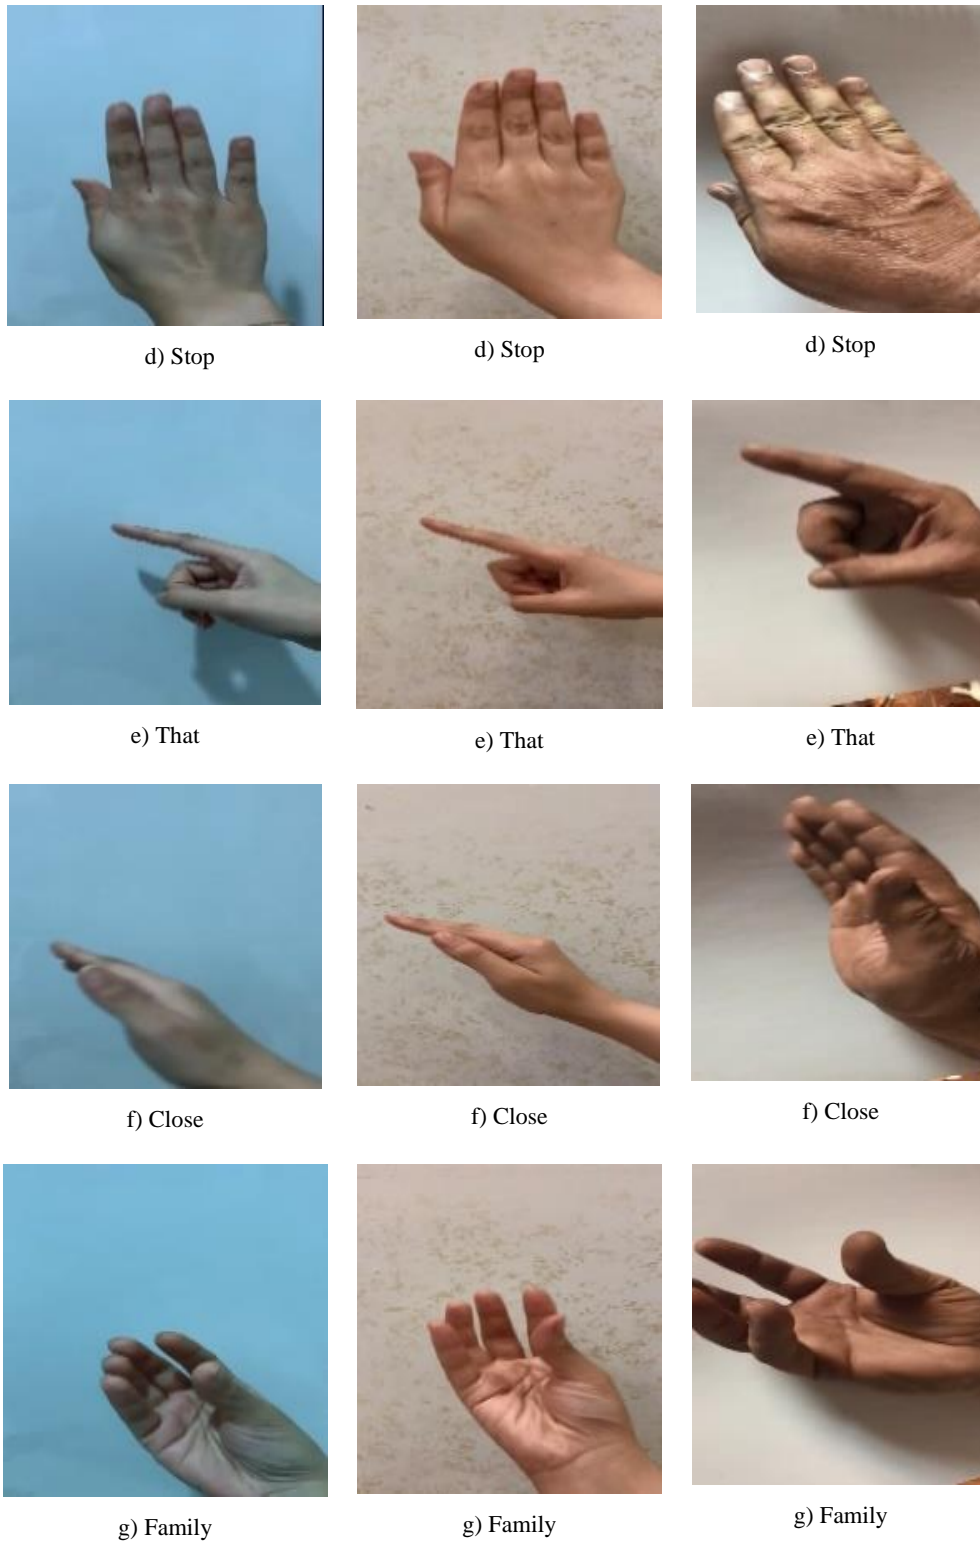 d) Stop
d) Stop
d) Stop
e) That
e) That
e) That
f) Close
f) Close
f) Close
g) Family
g) Family
g) Family